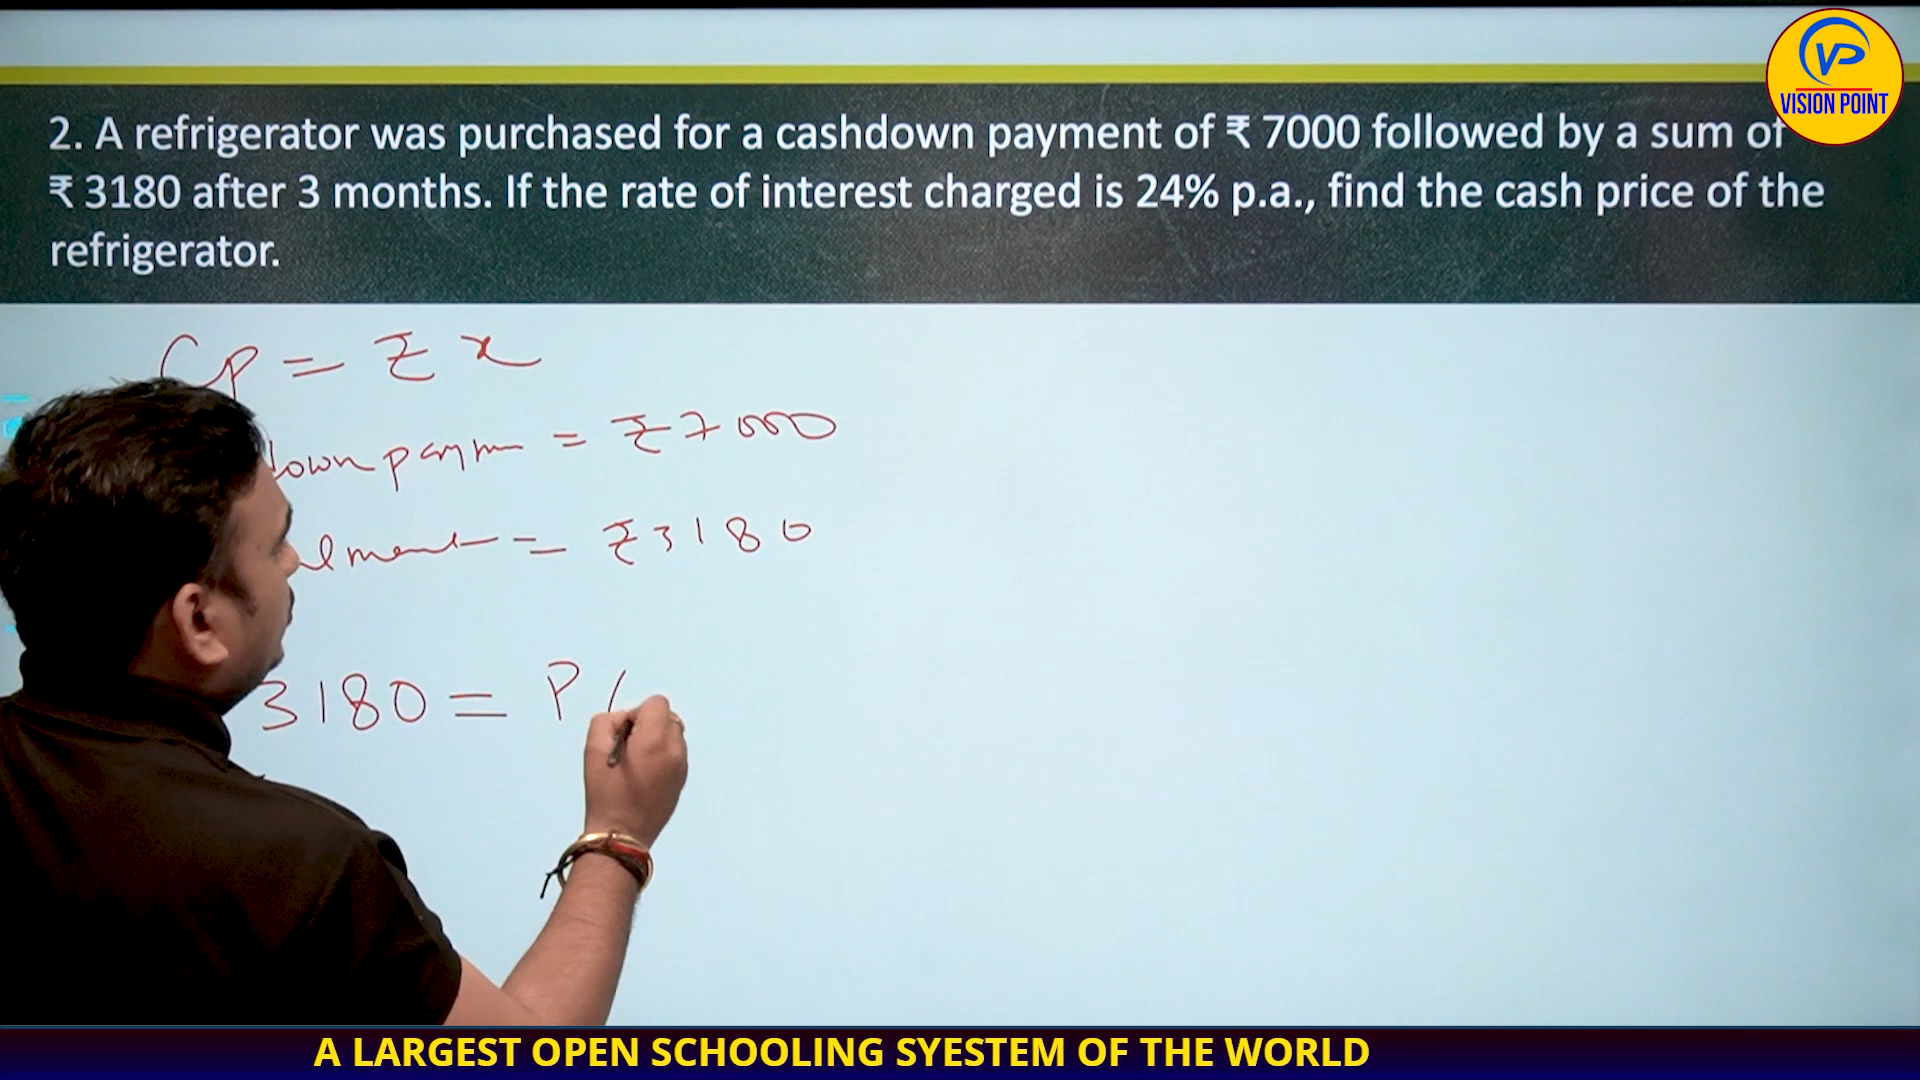 VP
VISION POINT
2. A refrigerator was purchased for a cashdown payment of ₹ 7000 followed by a sum of
₹ 3180 after 3 months. If the rate of interest charged is 24% p.a., find the cash price of the
refrigerator.
CP = ₹ x
down paym = ₹7000
lment = ₹3180
3180 = P (
A LARGEST OPEN SCHOOLING SYESTEM OF THE WORLD